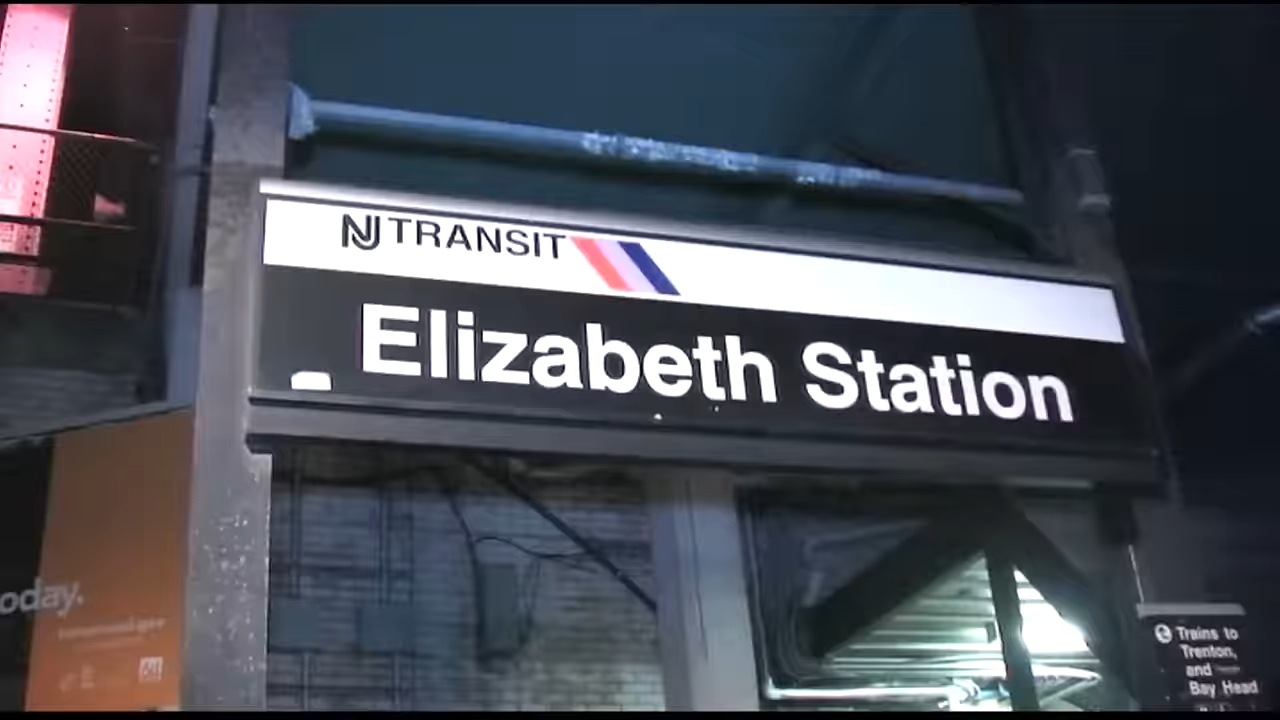 NJ TRANSIT
Elizabeth Station
oday.
Trains to
Trenton,
and
Bay Head